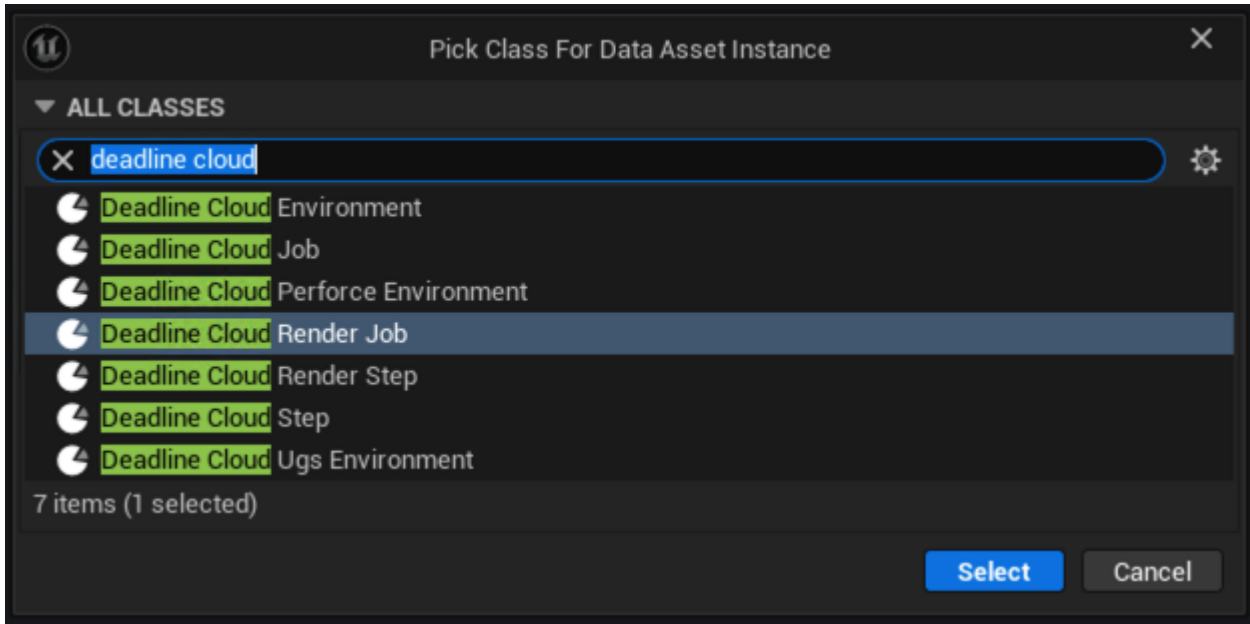 Pick Class For Data Asset Instance
ALL CLASSES
deadline cloud
Deadline Cloud Environment
Deadline Cloud Job
Deadline Cloud Perforce Environment
Deadline Cloud Render Job
Deadline Cloud Render Step
Deadline Cloud Step
Deadline Cloud Ugs Environment
7 items (1 selected)
Select Cancel